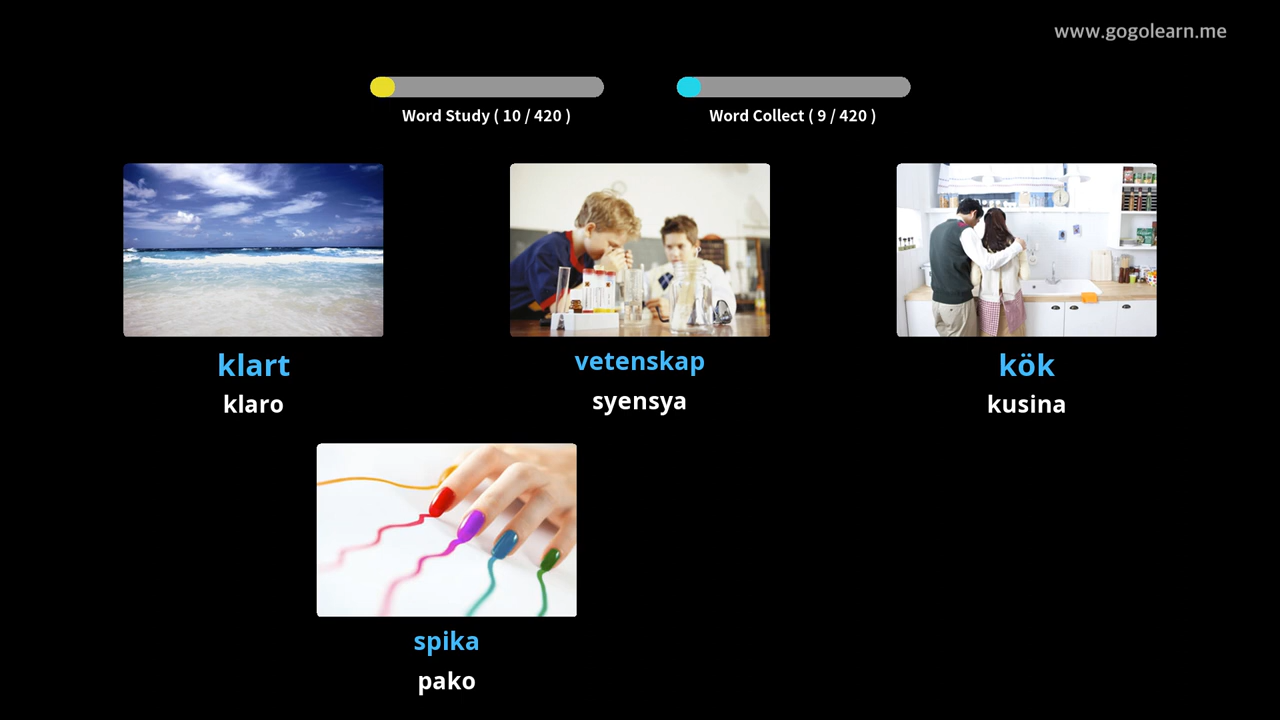 www.gogolearn.me
Word Study ( 10 / 420 )
Word Collect ( 9 / 420 )
klart
klaro
vetenskap
syensya
kök
kusina
spika
pako